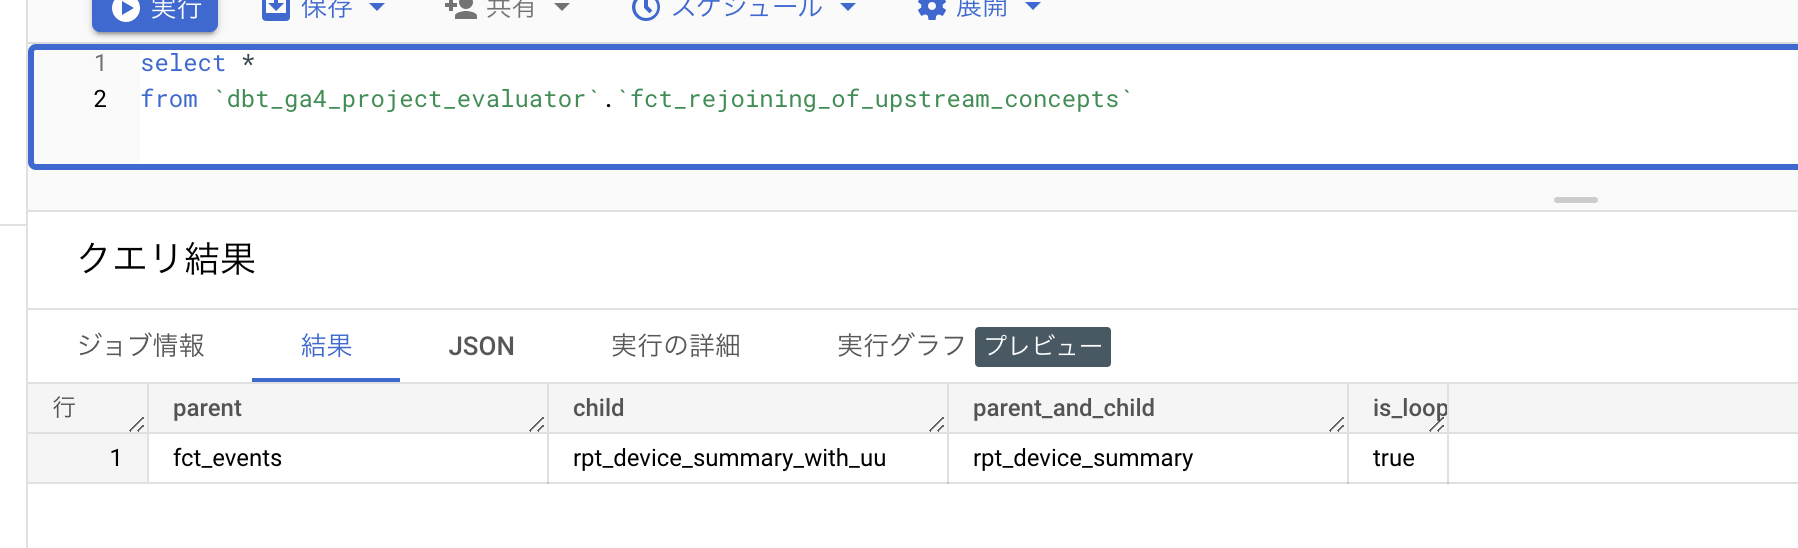 実行 保存 共有 スケジュール 展開
1 select *
2 from `dbt_ga4_project_evaluator`.`fct_rejoining_of_upstream_concepts`
クエリ結果
ジョブ情報 結果 JSON 実行の詳細 実行グラフ プレビュー
行 parent child parent_and_child is_loop
1 fct_events rpt_device_summary_with_uu rpt_device_summary true